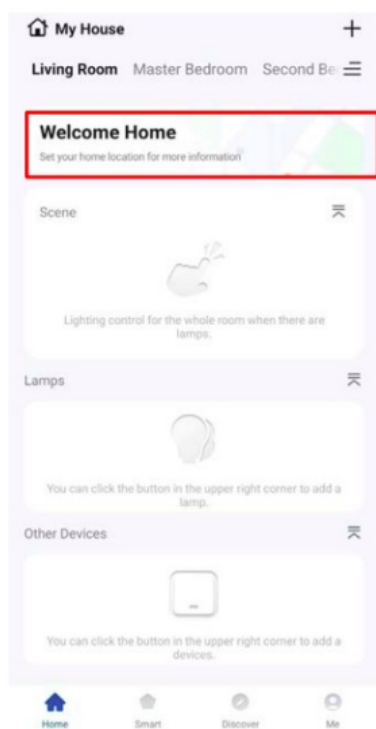 My House
Living Room Master Bedroom Second Be
Welcome Home
Set your home location for more information
Scene
Lighting control for the whole room when there are
lamps.
Lamps
You can click the button in the upper right corner to add a
lamp.
Other Devices
You can click the button in the upper right corner to add a
devices.
Home Smart Discover Me